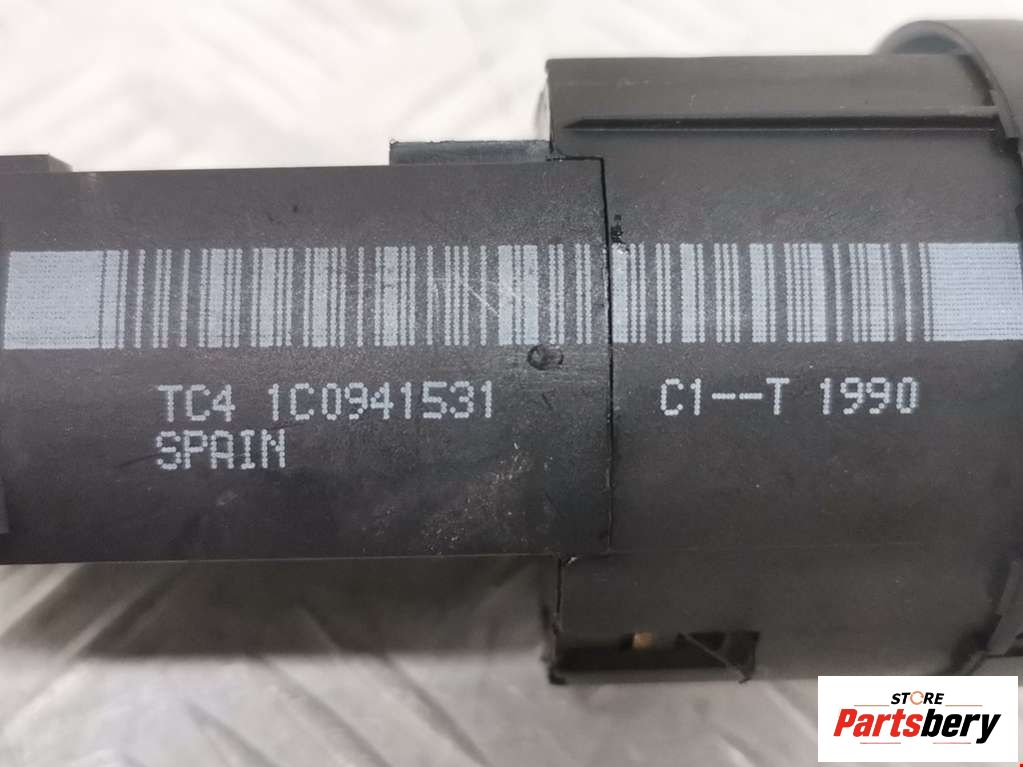 TC4 1C0941531 C1--T 1990
SPAIN
STORE
Partsbery